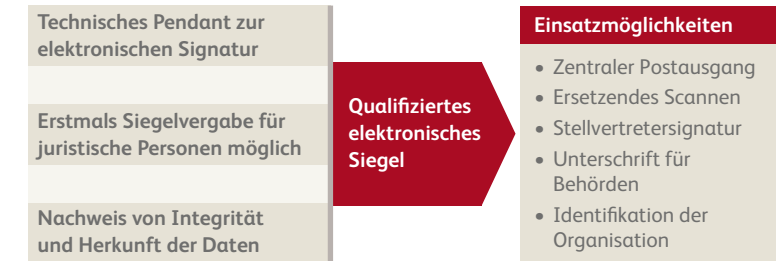 Technisches Pendant zur
elektronischen Signatur
Erstmals Siegelvergabe für
juristische Personen möglich
Nachweis von Integrität
und Herkunft der Daten
Qualifiziertes
elektronisches
Siegel
Einsatzmöglichkeiten
• Zentraler Postausgang
• Ersetzendes Scannen
• Stellvertretersignatur
• Unterschrift für
Behörden
• Identifikation der
Organisation